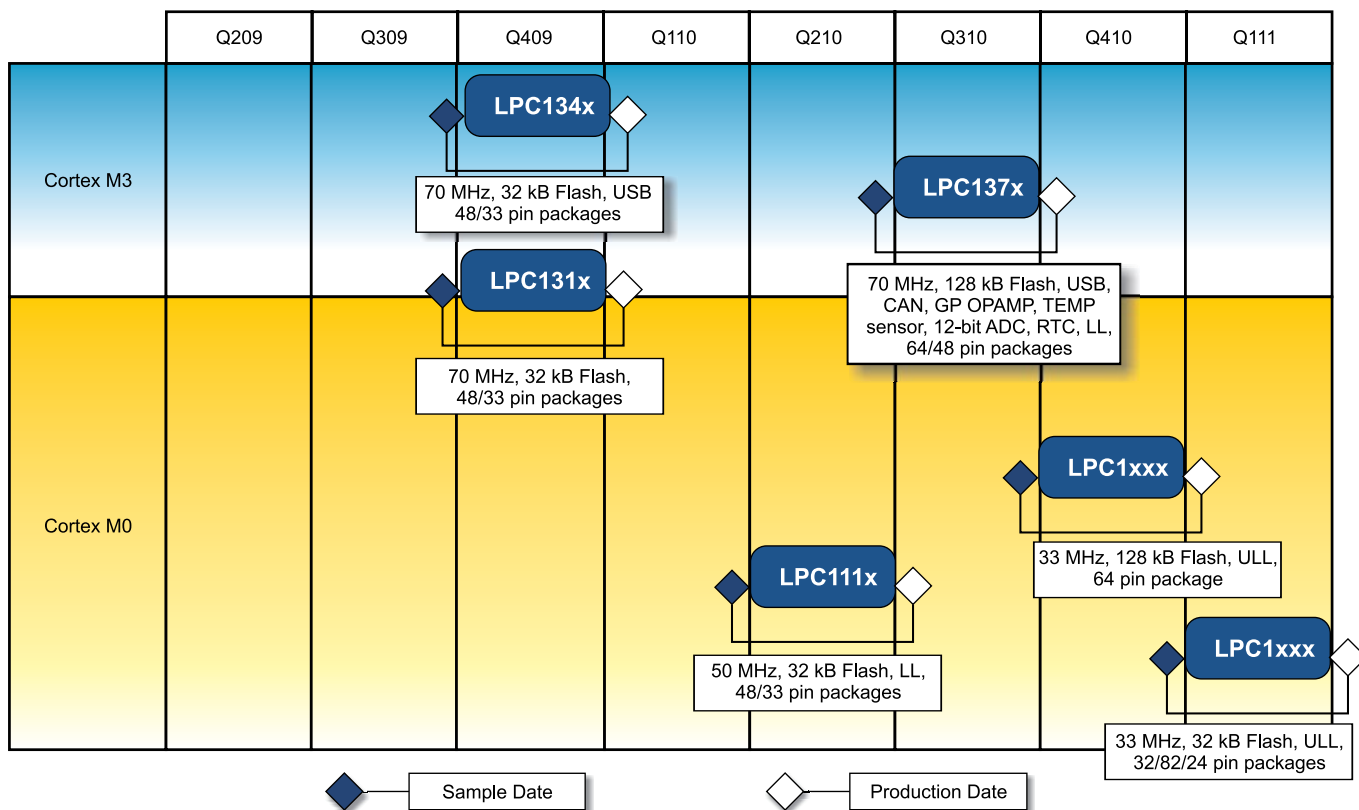 Q209
Q309
Q409
Q110
Q210
Q310
Q410
Q111
Cortex M3
LPC134x
70 MHz, 32 kB Flash, USB
48/33 pin packages
LPC137x
70 MHz, 128 kB Flash, USB,
CAN, GP OPAMP, TEMP
sensor, 12-bit ADC, RTC, LL,
64/48 pin packages
LPC131x
70 MHz, 32 kB Flash,
48/33 pin packages
Cortex M0
LPC1xxx
33 MHz, 128 kB Flash, ULL,
64 pin package
LPC111x
50 MHz, 32 kB Flash, LL,
48/33 pin packages
LPC1xxx
33 MHz, 32 kB Flash, ULL,
32/82/24 pin packages
Sample Date
Production Date